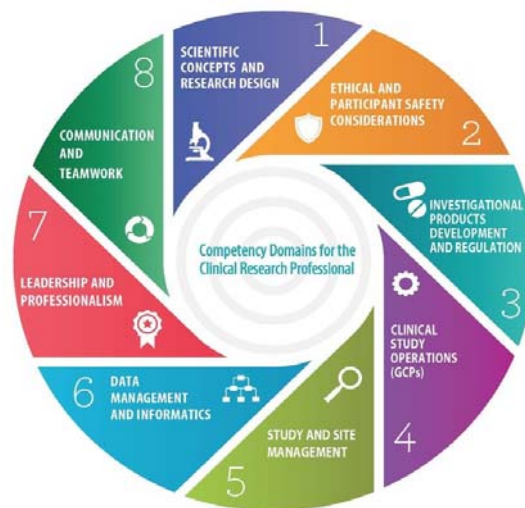 Competency Domains for the
Clinical Research Professional
1
SCIENTIFIC
CONCEPTS AND
RESEARCH DESIGN
2
ETHICAL AND
PARTICIPANT SAFETY
CONSIDERATIONS
3
INVESTIGATIONAL
PRODUCTS
DEVELOPMENT
AND REGULATION
4
CLINICAL
STUDY
OPERATIONS
(GCPs)
5
STUDY AND SITE
MANAGEMENT
6
DATA
MANAGEMENT
AND INFORMATICS
7
LEADERSHIP AND
PROFESSIONALISM
8
COMMUNICATION
AND
TEAMWORK